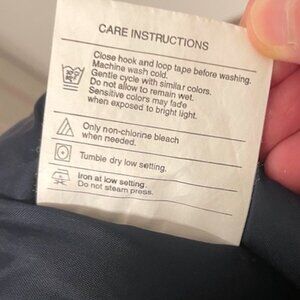 CARE INSTRUCTIONS
Close hook and loop tape before washing.
Machine wash cold.
Gentle cycle with similar colors.
Do not allow to remain wet.
Sensitive colors may fade
when exposed to bright light.
Only non-chlorine bleach
when needed.
Tumble dry low setting.
Iron at low setting.
Do not steam press.